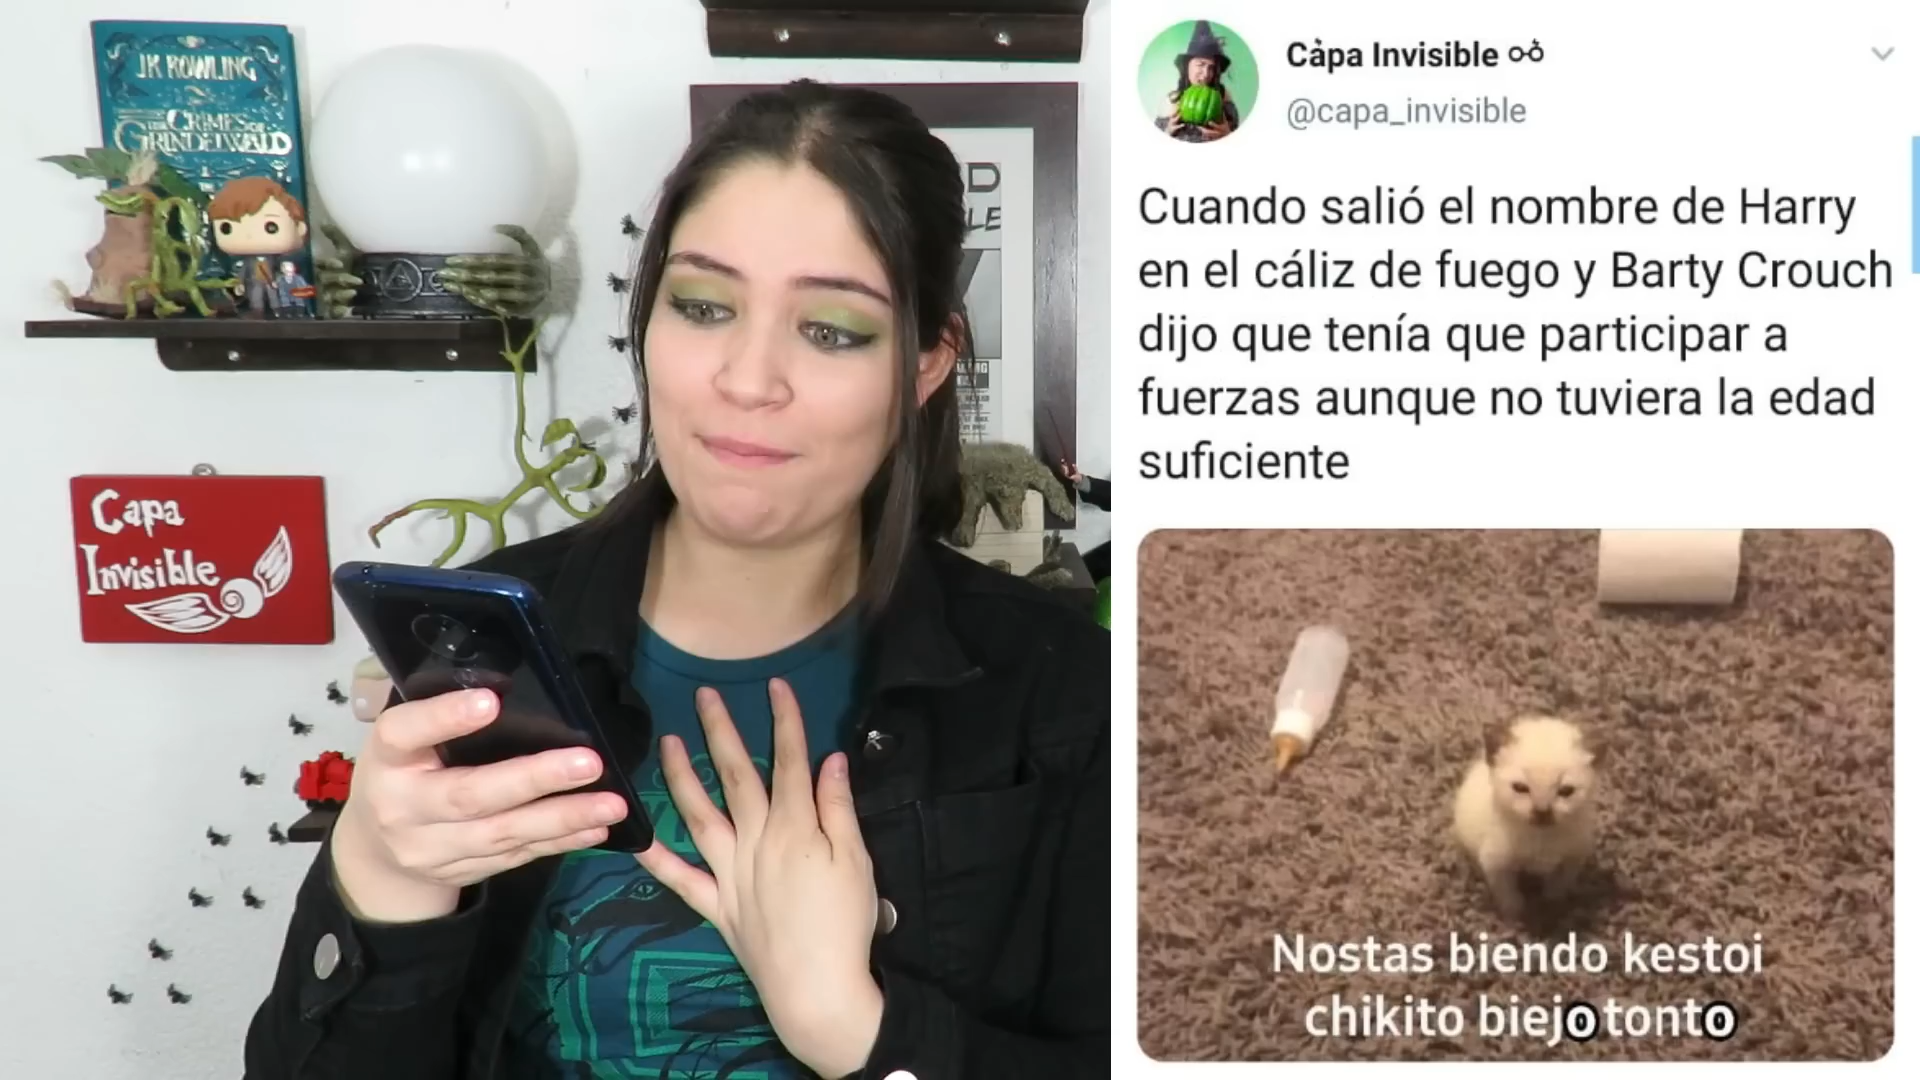 JK ROWLING
CRIMES OF
GRINDELWALD
Capa
Invisible
Cảpa Invisible
@capa_invisible
Cuando salió el nombre de Harry
en el cáliz de fuego y Barty Crouch
dijo que tenía que participar a
fuerzas aunque no tuviera la edad
suficiente
Nostas biendo kestoi
chikito biejo tonto